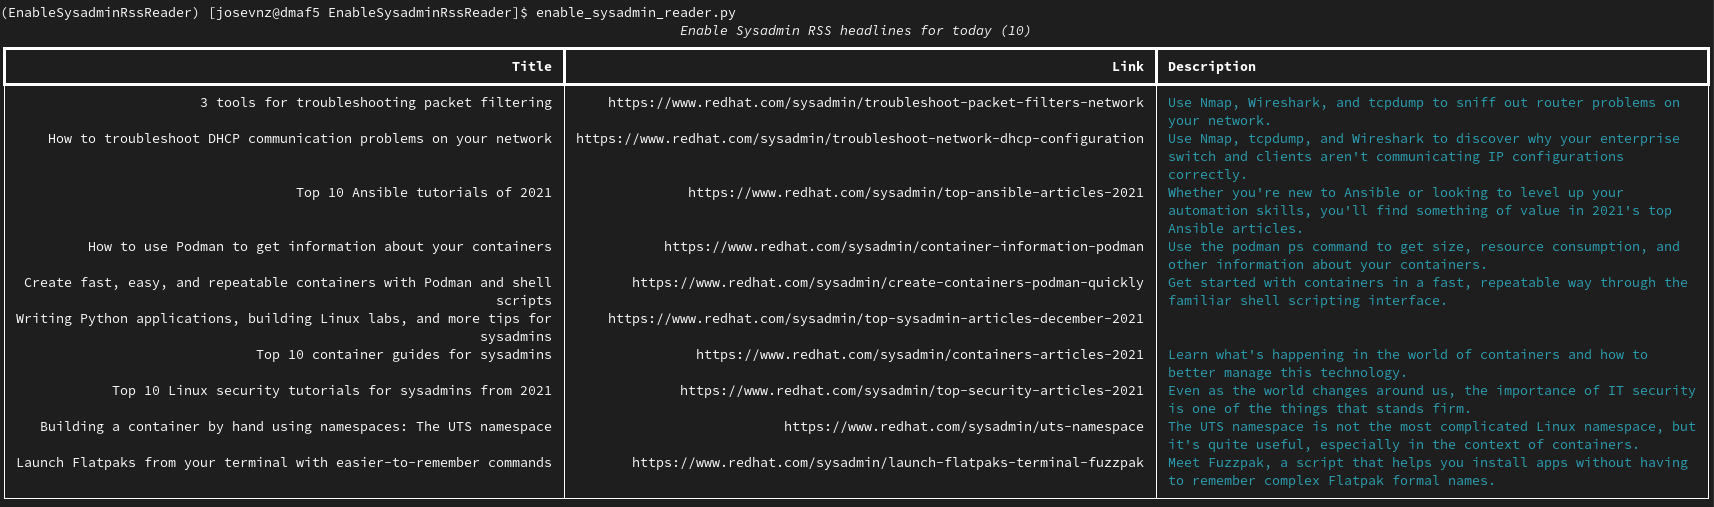 (EnableSysadminRssReader) [josevnz@dmaf5 EnableSysadminRssReader]$ enable_sysadmin_reader.py
Enable Sysadmin RSS headlines for today (10)
Title Link Description
3 tools for troubleshooting packet filtering https://www.redhat.com/sysadmin/troubleshoot-packet-filters-network Use Nmap, Wireshark, and tcpdump to sniff out router problems on
your network.
How to troubleshoot DHCP communication problems on your network https://www.redhat.com/sysadmin/troubleshoot-network-dhcp-configuration Use Nmap, tcpdump, and Wireshark to discover why your enterprise
switch and clients aren't communicating IP configurations
correctly.
Top 10 Ansible tutorials of 2021 https://www.redhat.com/sysadmin/top-ansible-articles-2021 Whether you're new to Ansible or looking to level up your
automation skills, you'll find something of value in 2021's top
Ansible articles.
How to use Podman to get information about your containers https://www.redhat.com/sysadmin/container-information-podman Use the podman ps command to get size, resource consumption, and
other information about your containers.
Create fast, easy, and repeatable containers with Podman and shell https://www.redhat.com/sysadmin/create-containers-podman-quickly Get started with containers in a fast, repeatable way through the
scripts familiar shell scripting interface.
Writing Python applications, building Linux labs, and more tips for https://www.redhat.com/sysadmin/top-sysadmin-articles-december-2021
sysadmins
Top 10 container guides for sysadmins https://www.redhat.com/sysadmin/containers-articles-2021 Learn what's happening in the world of containers and how to
better manage this technology.
Top 10 Linux security tutorials for sysadmins from 2021 https://www.redhat.com/sysadmin/top-security-articles-2021 Even as the world changes around us, the importance of IT security
is one of the things that stands firm.
Building a container by hand using namespaces: The UTS namespace https://www.redhat.com/sysadmin/uts-namespace The UTS namespace is not the most complicated Linux namespace, but
it's quite useful, especially in the context of containers.
Launch Flatpaks from your terminal with easier-to-remember commands https://www.redhat.com/sysadmin/launch-flatpaks-terminal-fuzzpak Meet Fuzzpak, a script that helps you install apps without having
to remember complex Flatpak formal names.